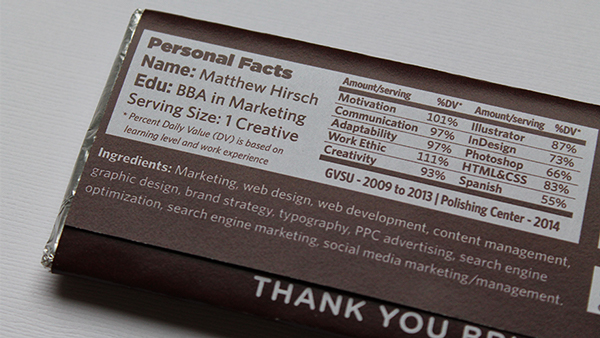 Personal Facts
Name: Matthew Hirsch
Edu: BBA in Marketing
Serving Size: 1 Creative
*Percent Daily Value (DV) is based on
learning level and work experience
Amount/serving %DV* Amount/serving %DV*
Motivation 101% Illustrator 87%
Communication 97% InDesign 73%
Adaptability 97% Photoshop 66%
Work Ethic 111% HTML&CSS 83%
Creativity 93% Spanish 55%
GVSU - 2009 to 2013 | Polishing Center - 2014
Ingredients: Marketing, web design, web development, content management,
graphic design, brand strategy, typography, PPC advertising, search engine
optimization, search engine marketing, social media marketing/management.
THANK YOU